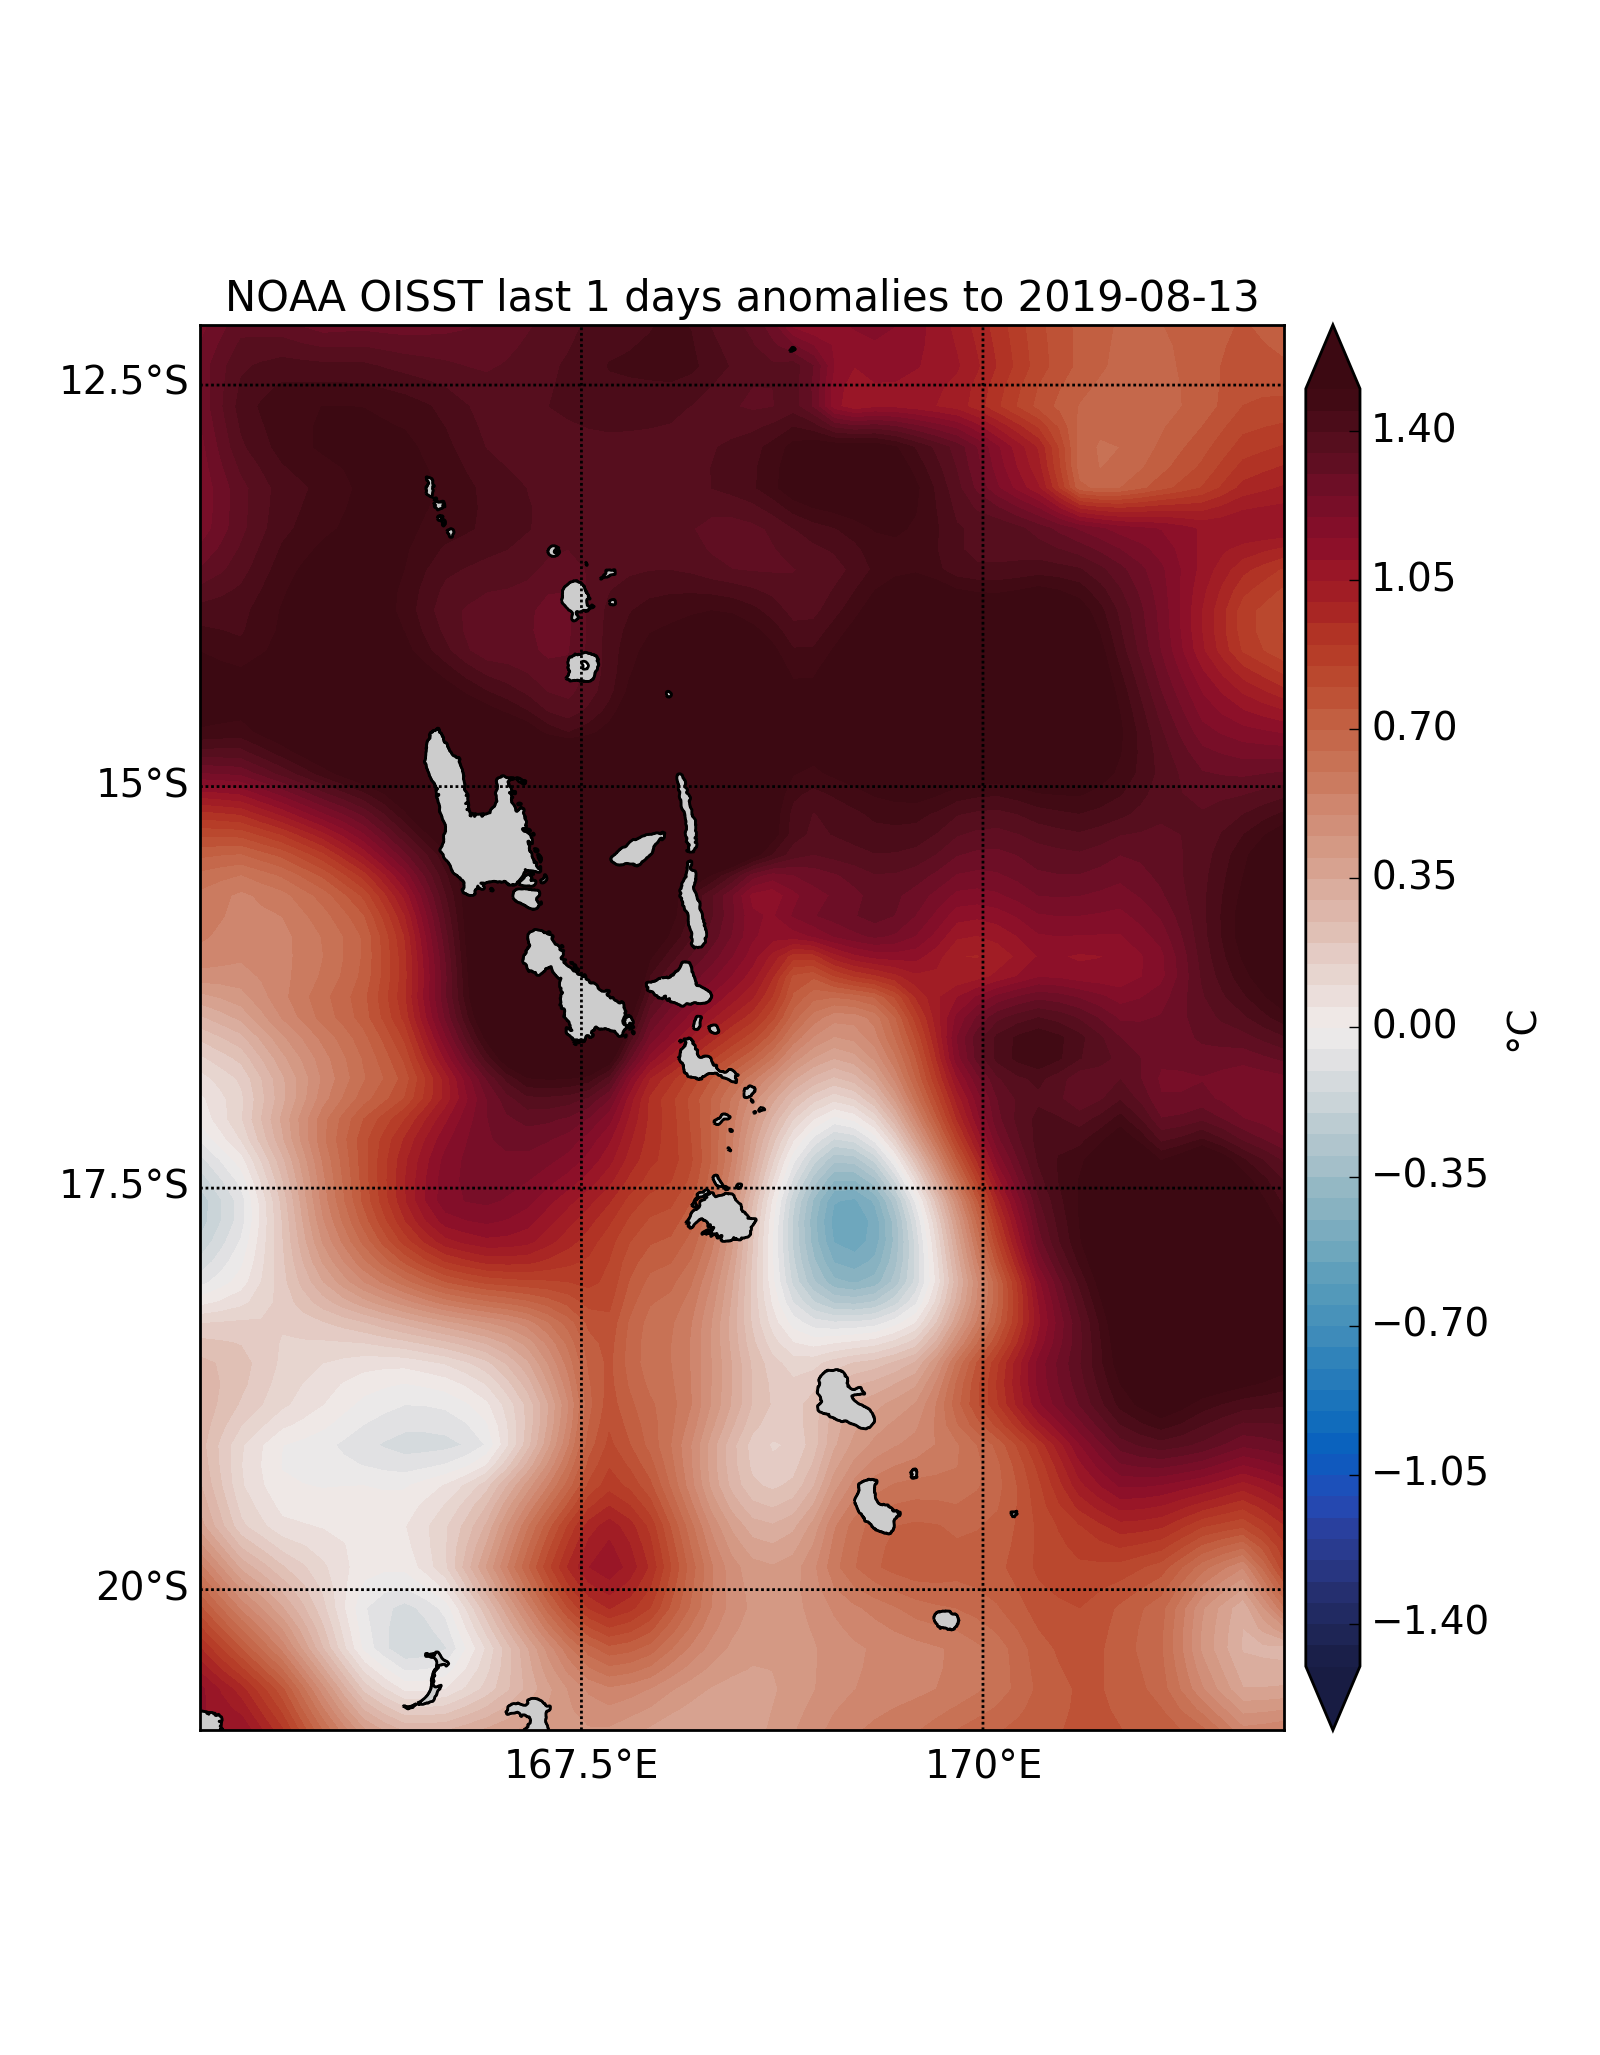 NOAA OISST last 1 days anomalies to 2019-08-13
12.5°S
15°S
17.5°S
20°S
167.5°E
170°E
1.40
1.05
0.70
0.35
0.00
−0.35
−0.70
−1.05
−1.40
°C